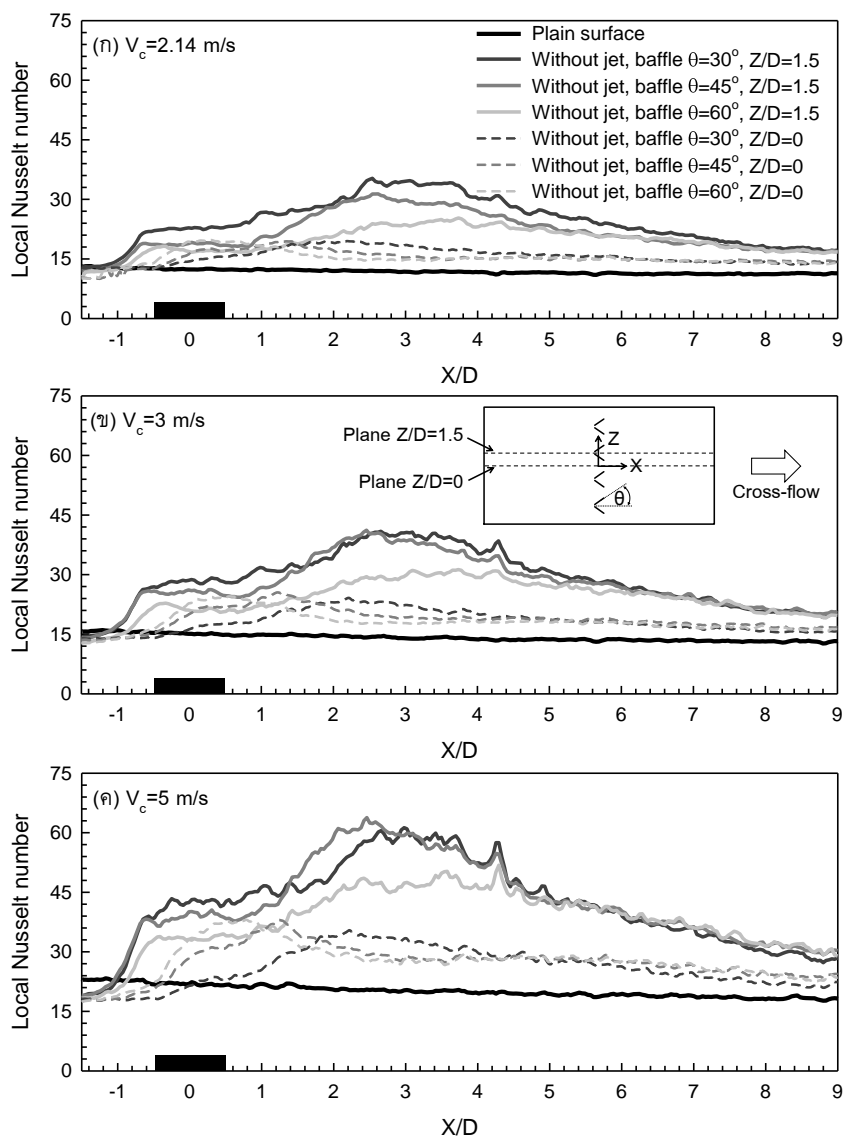 75
(ก) V_c=2.14 m/s
Plain surface
Without jet, baffle θ=30°, Z/D=1.5
Without jet, baffle θ=45°, Z/D=1.5
Without jet, baffle θ=60°, Z/D=1.5
Without jet, baffle θ=30°, Z/D=0
Without jet, baffle θ=45°, Z/D=0
Without jet, baffle θ=60°, Z/D=0
60
45
30
15
0
Local Nusselt number
-1 0 1 2 3 4 5 6 7 8 9
X/D
75
(ข) V_c=3 m/s
Plane Z/D=1.5
Plane Z/D=0
Z
X
θ
Cross-flow
60
45
30
15
0
Local Nusselt number
-1 0 1 2 3 4 5 6 7 8 9
X/D
75
(ค) V_c=5 m/s
60
45
30
15
0
Local Nusselt number
-1 0 1 2 3 4 5 6 7 8 9
X/D